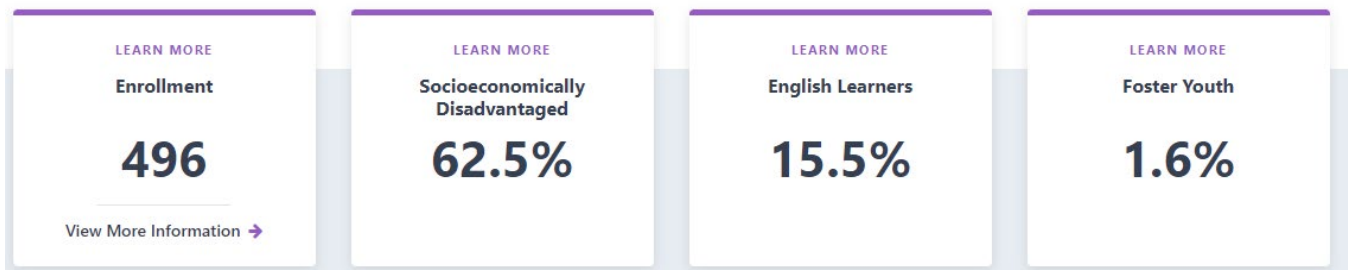 LEARN MORE
Enrollment
496
View More Information
LEARN MORE
Socioeconomically
Disadvantaged
62.5%
LEARN MORE
English Learners
15.5%
LEARN MORE
Foster Youth
1.6%